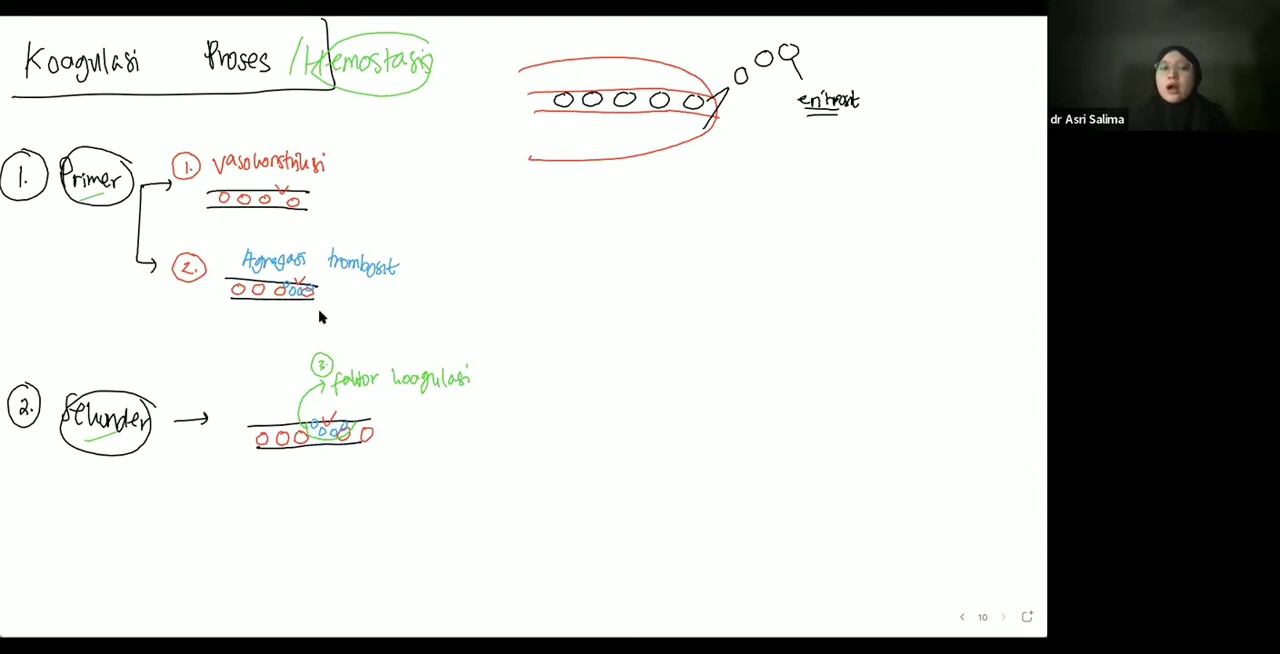 Koagulasi Proses /Hemostasis
eritrosit
dr Asri Salima
1. Primer
1. Vasokonstriksi
2. Agragasi trombosit
3. faktor koagulasi
2. Sekunder
10